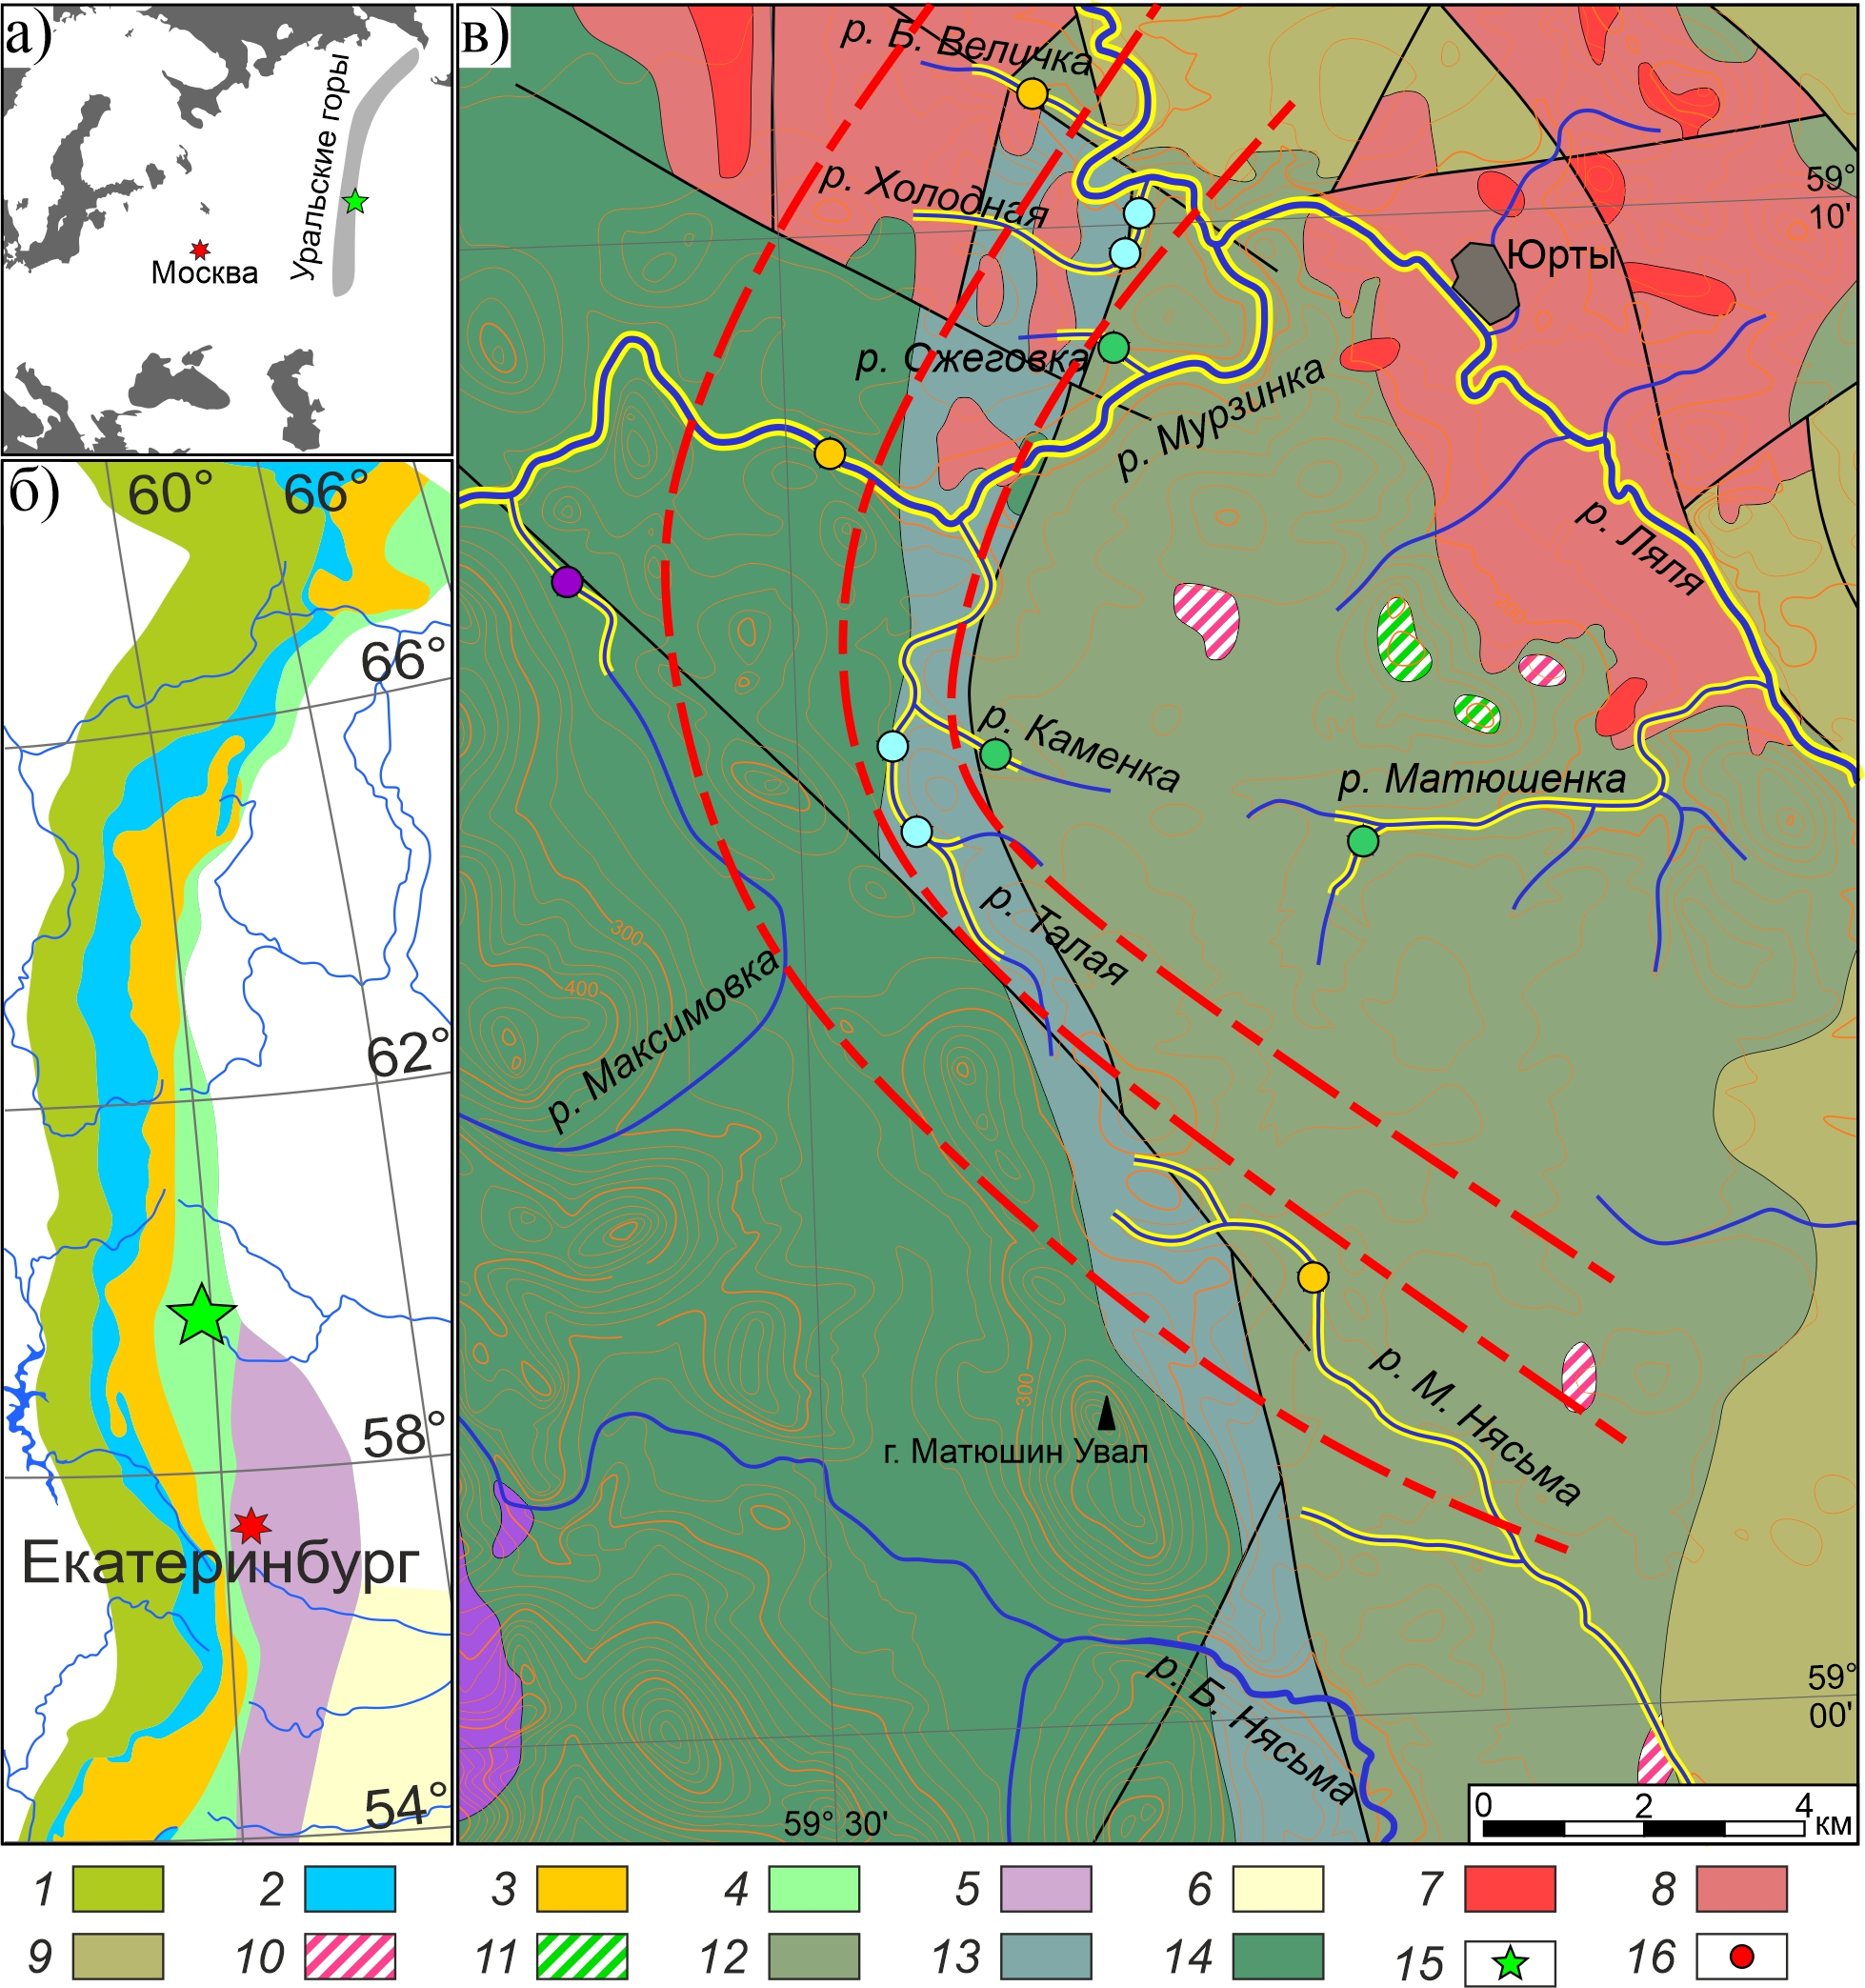 а)
Уральские горы
Москва
б)
60°
66°
66°
62°
58°
Екатеринбург
54°
в)
р. Б. Величка
р. Холодная
59°
10'
Юрты
р. Ожеговка
р. Мурзинка
р. Ляля
р. Каменка
р. Матюшенка
р. Талая
300
400
р. Максимовка
300
г. Матюшин Увал
р. М. Нясьма
р. Б. Нясьма
59°
00'
59° 30'
0 2 4
км
1 2 3 4 5 6 7 8
9 10 11 12 13 14 15 16